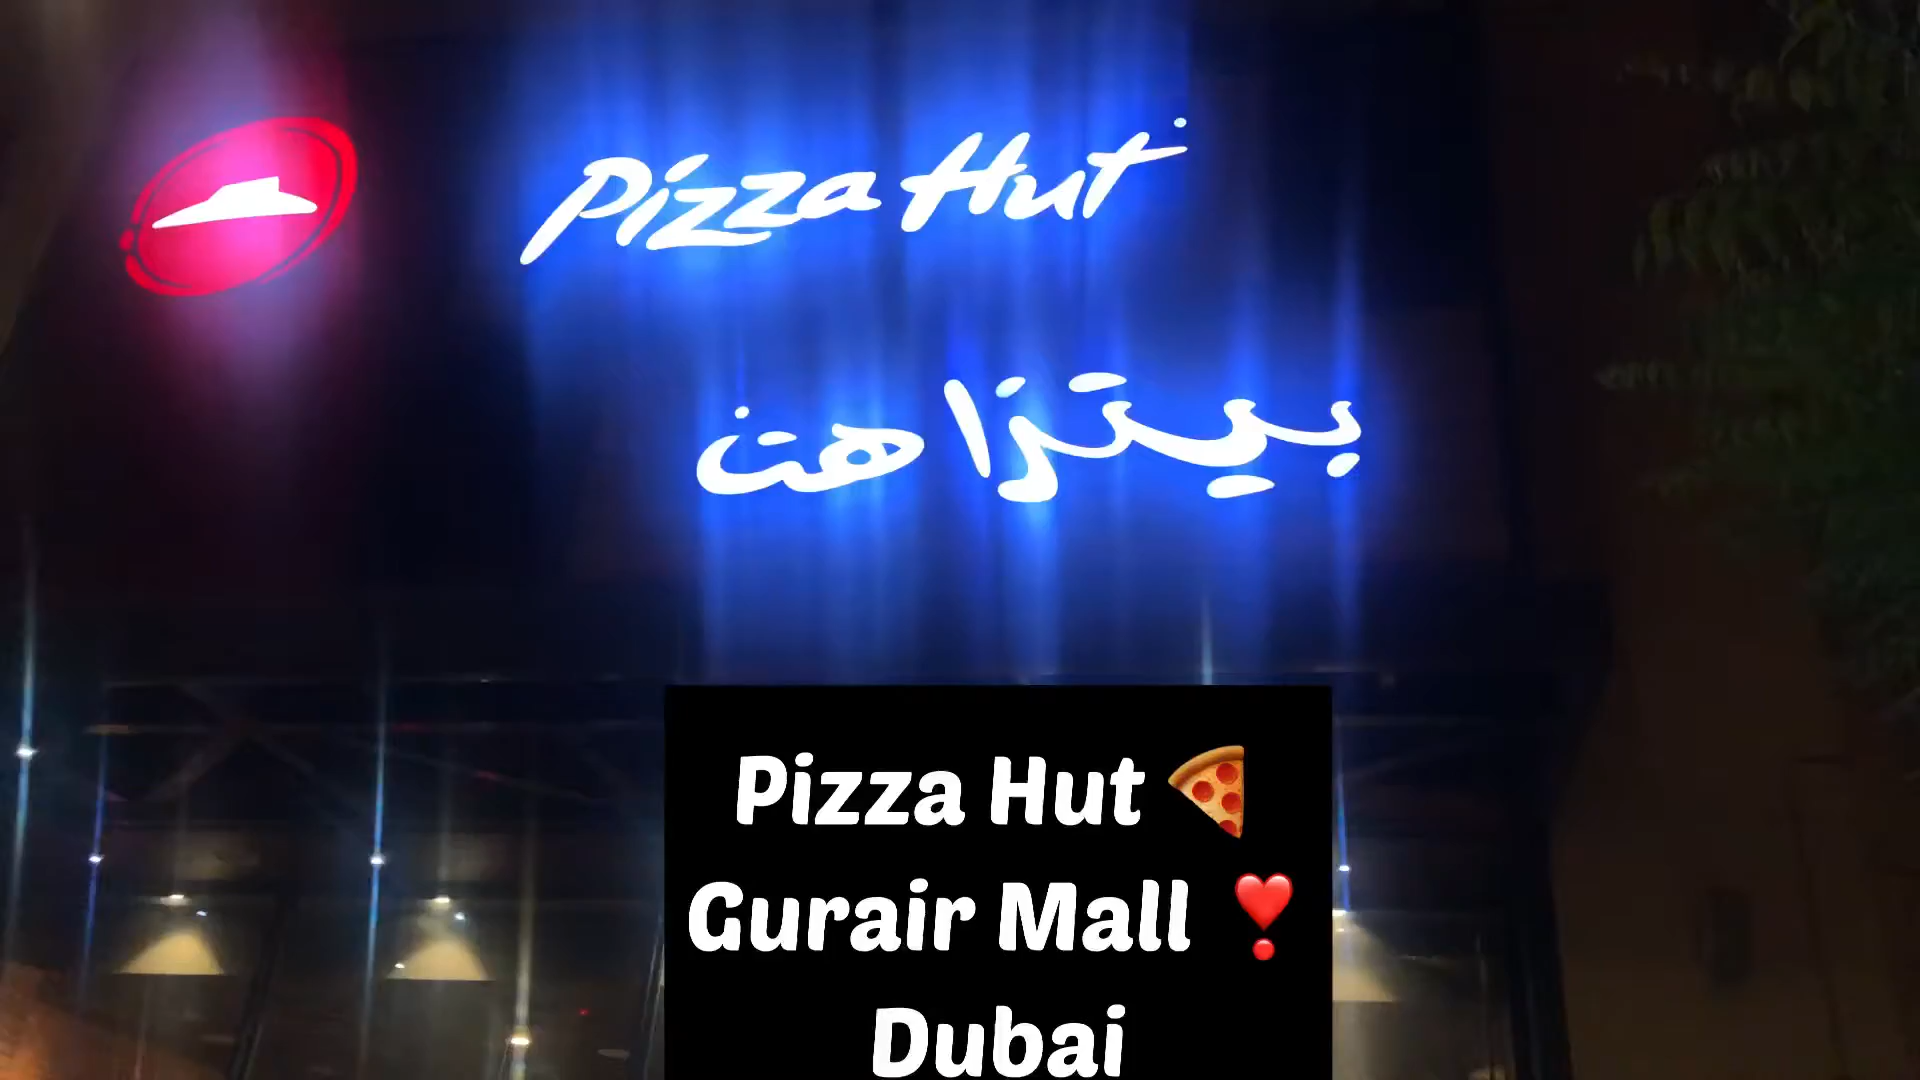 Pizza Hut
بيتزا هت
Pizza Hut 🍕
Gurair Mall ❣️
Dubai